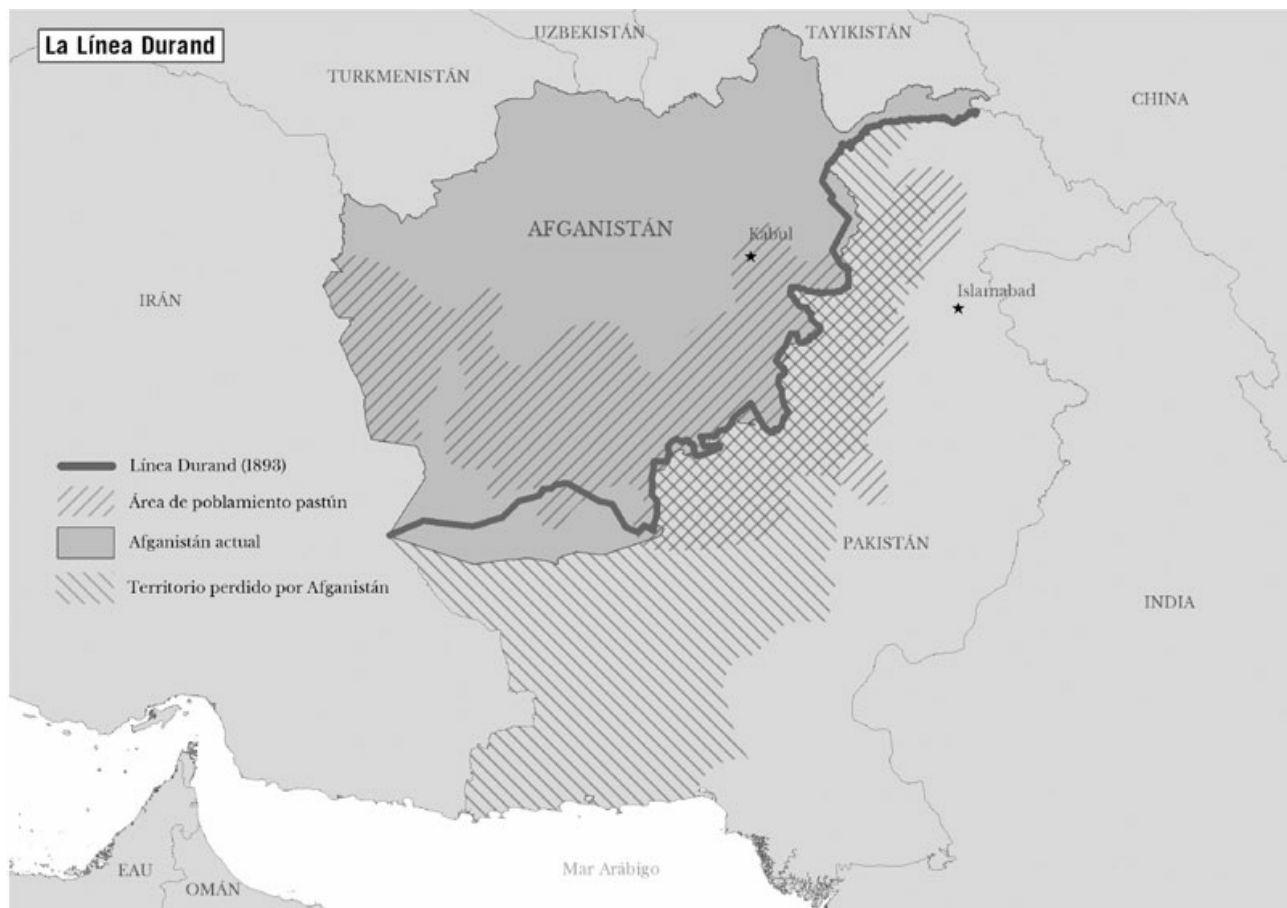 La Línea Durand
UZBEKISTÁN
TAYIKISTÁN
TURKMENISTÁN
CHINA
AFGANISTÁN
Kabul
IRÁN
Islamabad
Línea Durand (1893)
Área de poblamiento pastún
Afganistán actual
PAKISTÁN
Territorio perdido por Afganistán
INDIA
Mar Arábigo
EAU
OMÁN